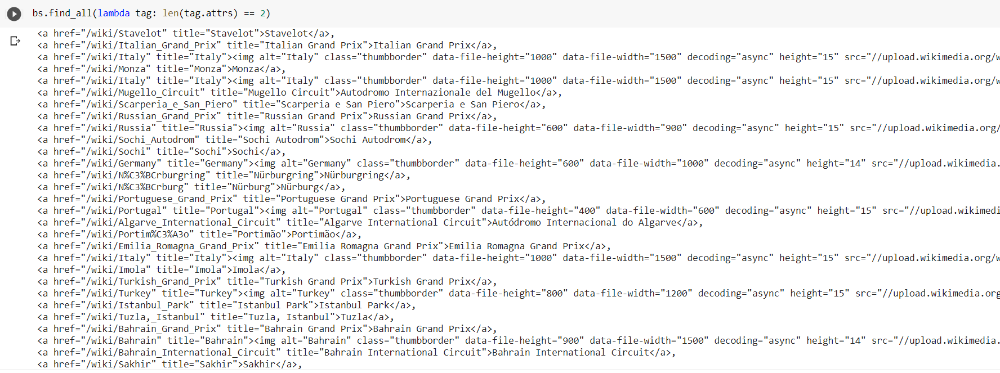 bs.find_all(lambda tag: len(tag.attrs) == 2)
<a href="/wiki/Stavelot" title="Stavelot">Stavelot</a>,
<a href="/wiki/Italian_Grand_Prix" title="Italian Grand Prix">Italian Grand Prix</a>,
<a href="/wiki/Italy" title="Italy"><img alt="Italy" class="thumbborder" data-file-height="1000" data-file-width="1500" decoding="async" height="15" src="//upload.wikimedia.org/w
<a href="/wiki/Monza" title="Monza">Monza</a>,
<a href="/wiki/Italy" title="Italy"><img alt="Italy" class="thumbborder" data-file-height="1000" data-file-width="1500" decoding="async" height="15" src="//upload.wikimedia.org/w
<a href="/wiki/Mugello_Circuit" title="Mugello Circuit">Autodromo Internazionale del Mugello</a>,
<a href="/wiki/Scarperia_e_San_Piero" title="Scarperia e San Piero">Scarperia e San Piero</a>,
<a href="/wiki/Russian_Grand_Prix" title="Russian Grand Prix">Russian Grand Prix</a>,
<a href="/wiki/Russia" title="Russia"><img alt="Russia" class="thumbborder" data-file-height="600" data-file-width="900" decoding="async" height="15" src="//upload.wikimedia.org/
<a href="/wiki/Sochi_Autodrom" title="Sochi Autodrom">Sochi Autodrom</a>,
<a href="/wiki/Sochi" title="Sochi">Sochi</a>,
<a href="/wiki/Germany" title="Germany"><img alt="Germany" class="thumbborder" data-file-height="600" data-file-width="1000" decoding="async" height="14" src="//upload.wikimedia.
<a href="/wiki/N%C3%BCrburgring" title="Nürburgring">Nürburgring</a>,
<a href="/wiki/N%C3%BCrburg" title="Nürburg">Nürburg</a>,
<a href="/wiki/Portuguese_Grand_Prix" title="Portuguese Grand Prix">Portuguese Grand Prix</a>,
<a href="/wiki/Portugal" title="Portugal"><img alt="Portugal" class="thumbborder" data-file-height="400" data-file-width="600" decoding="async" height="15" src="//upload.wikimedi
<a href="/wiki/Algarve_International_Circuit" title="Algarve International Circuit">Autódromo Internacional do Algarve</a>,
<a href="/wiki/Portim%C3%A3o" title="Portimão">Portimão</a>,
<a href="/wiki/Emilia_Romagna_Grand_Prix" title="Emilia Romagna Grand Prix">Emilia Romagna Grand Prix</a>,
<a href="/wiki/Italy" title="Italy"><img alt="Italy" class="thumbborder" data-file-height="1000" data-file-width="1500" decoding="async" height="15" src="//upload.wikimedia.org/w
<a href="/wiki/Imola" title="Imola">Imola</a>,
<a href="/wiki/Turkish_Grand_Prix" title="Turkish Grand Prix">Turkish Grand Prix</a>,
<a href="/wiki/Turkey" title="Turkey"><img alt="Turkey" class="thumbborder" data-file-height="800" data-file-width="1200" decoding="async" height="15" src="//upload.wikimedia.org
<a href="/wiki/Istanbul_Park" title="Istanbul Park">Istanbul Park</a>,
<a href="/wiki/Tuzla,_Istanbul" title="Tuzla, Istanbul">Tuzla</a>,
<a href="/wiki/Bahrain_Grand_Prix" title="Bahrain Grand Prix">Bahrain Grand Prix</a>,
<a href="/wiki/Bahrain" title="Bahrain"><img alt="Bahrain" class="thumbborder" data-file-height="900" data-file-width="1500" decoding="async" height="14" src="//upload.wikimedia.
<a href="/wiki/Bahrain_International_Circuit" title="Bahrain International Circuit">Bahrain International Circuit</a>,
<a href="/wiki/Sakhir" title="Sakhir">Sakhir</a>,